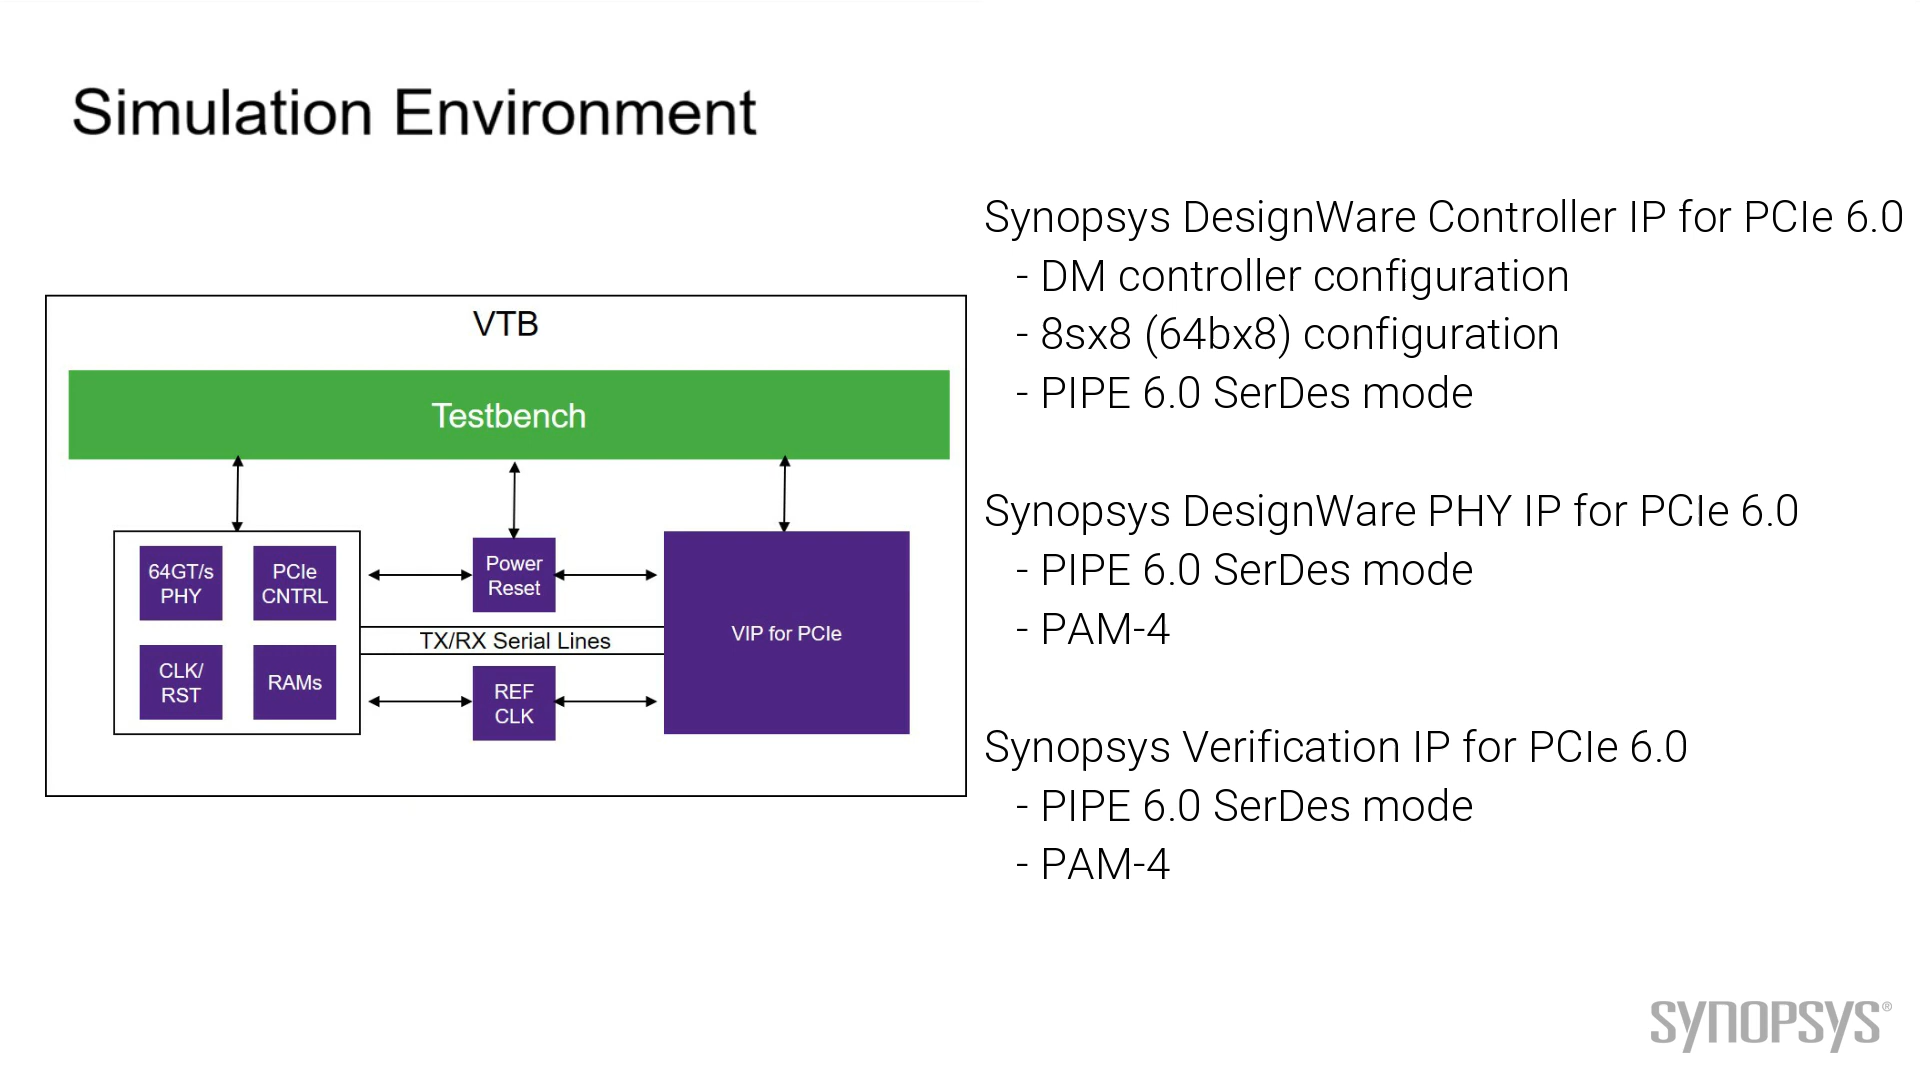 Simulation Environment
VTB
Testbench
64GT/s
PHY
PCIe
CNTRL
CLK/
RST
RAMs
Power
Reset
TX/RX Serial Lines
REF
CLK
VIP for PCIe
Synopsys DesignWare Controller IP for PCIe 6.0
- DM controller configuration
- 8sx8 (64bx8) configuration
- PIPE 6.0 SerDes mode
Synopsys DesignWare PHY IP for PCIe 6.0
- PIPE 6.0 SerDes mode
- PAM-4
Synopsys Verification IP for PCIe 6.0
- PIPE 6.0 SerDes mode
- PAM-4
SYNOPSYS®